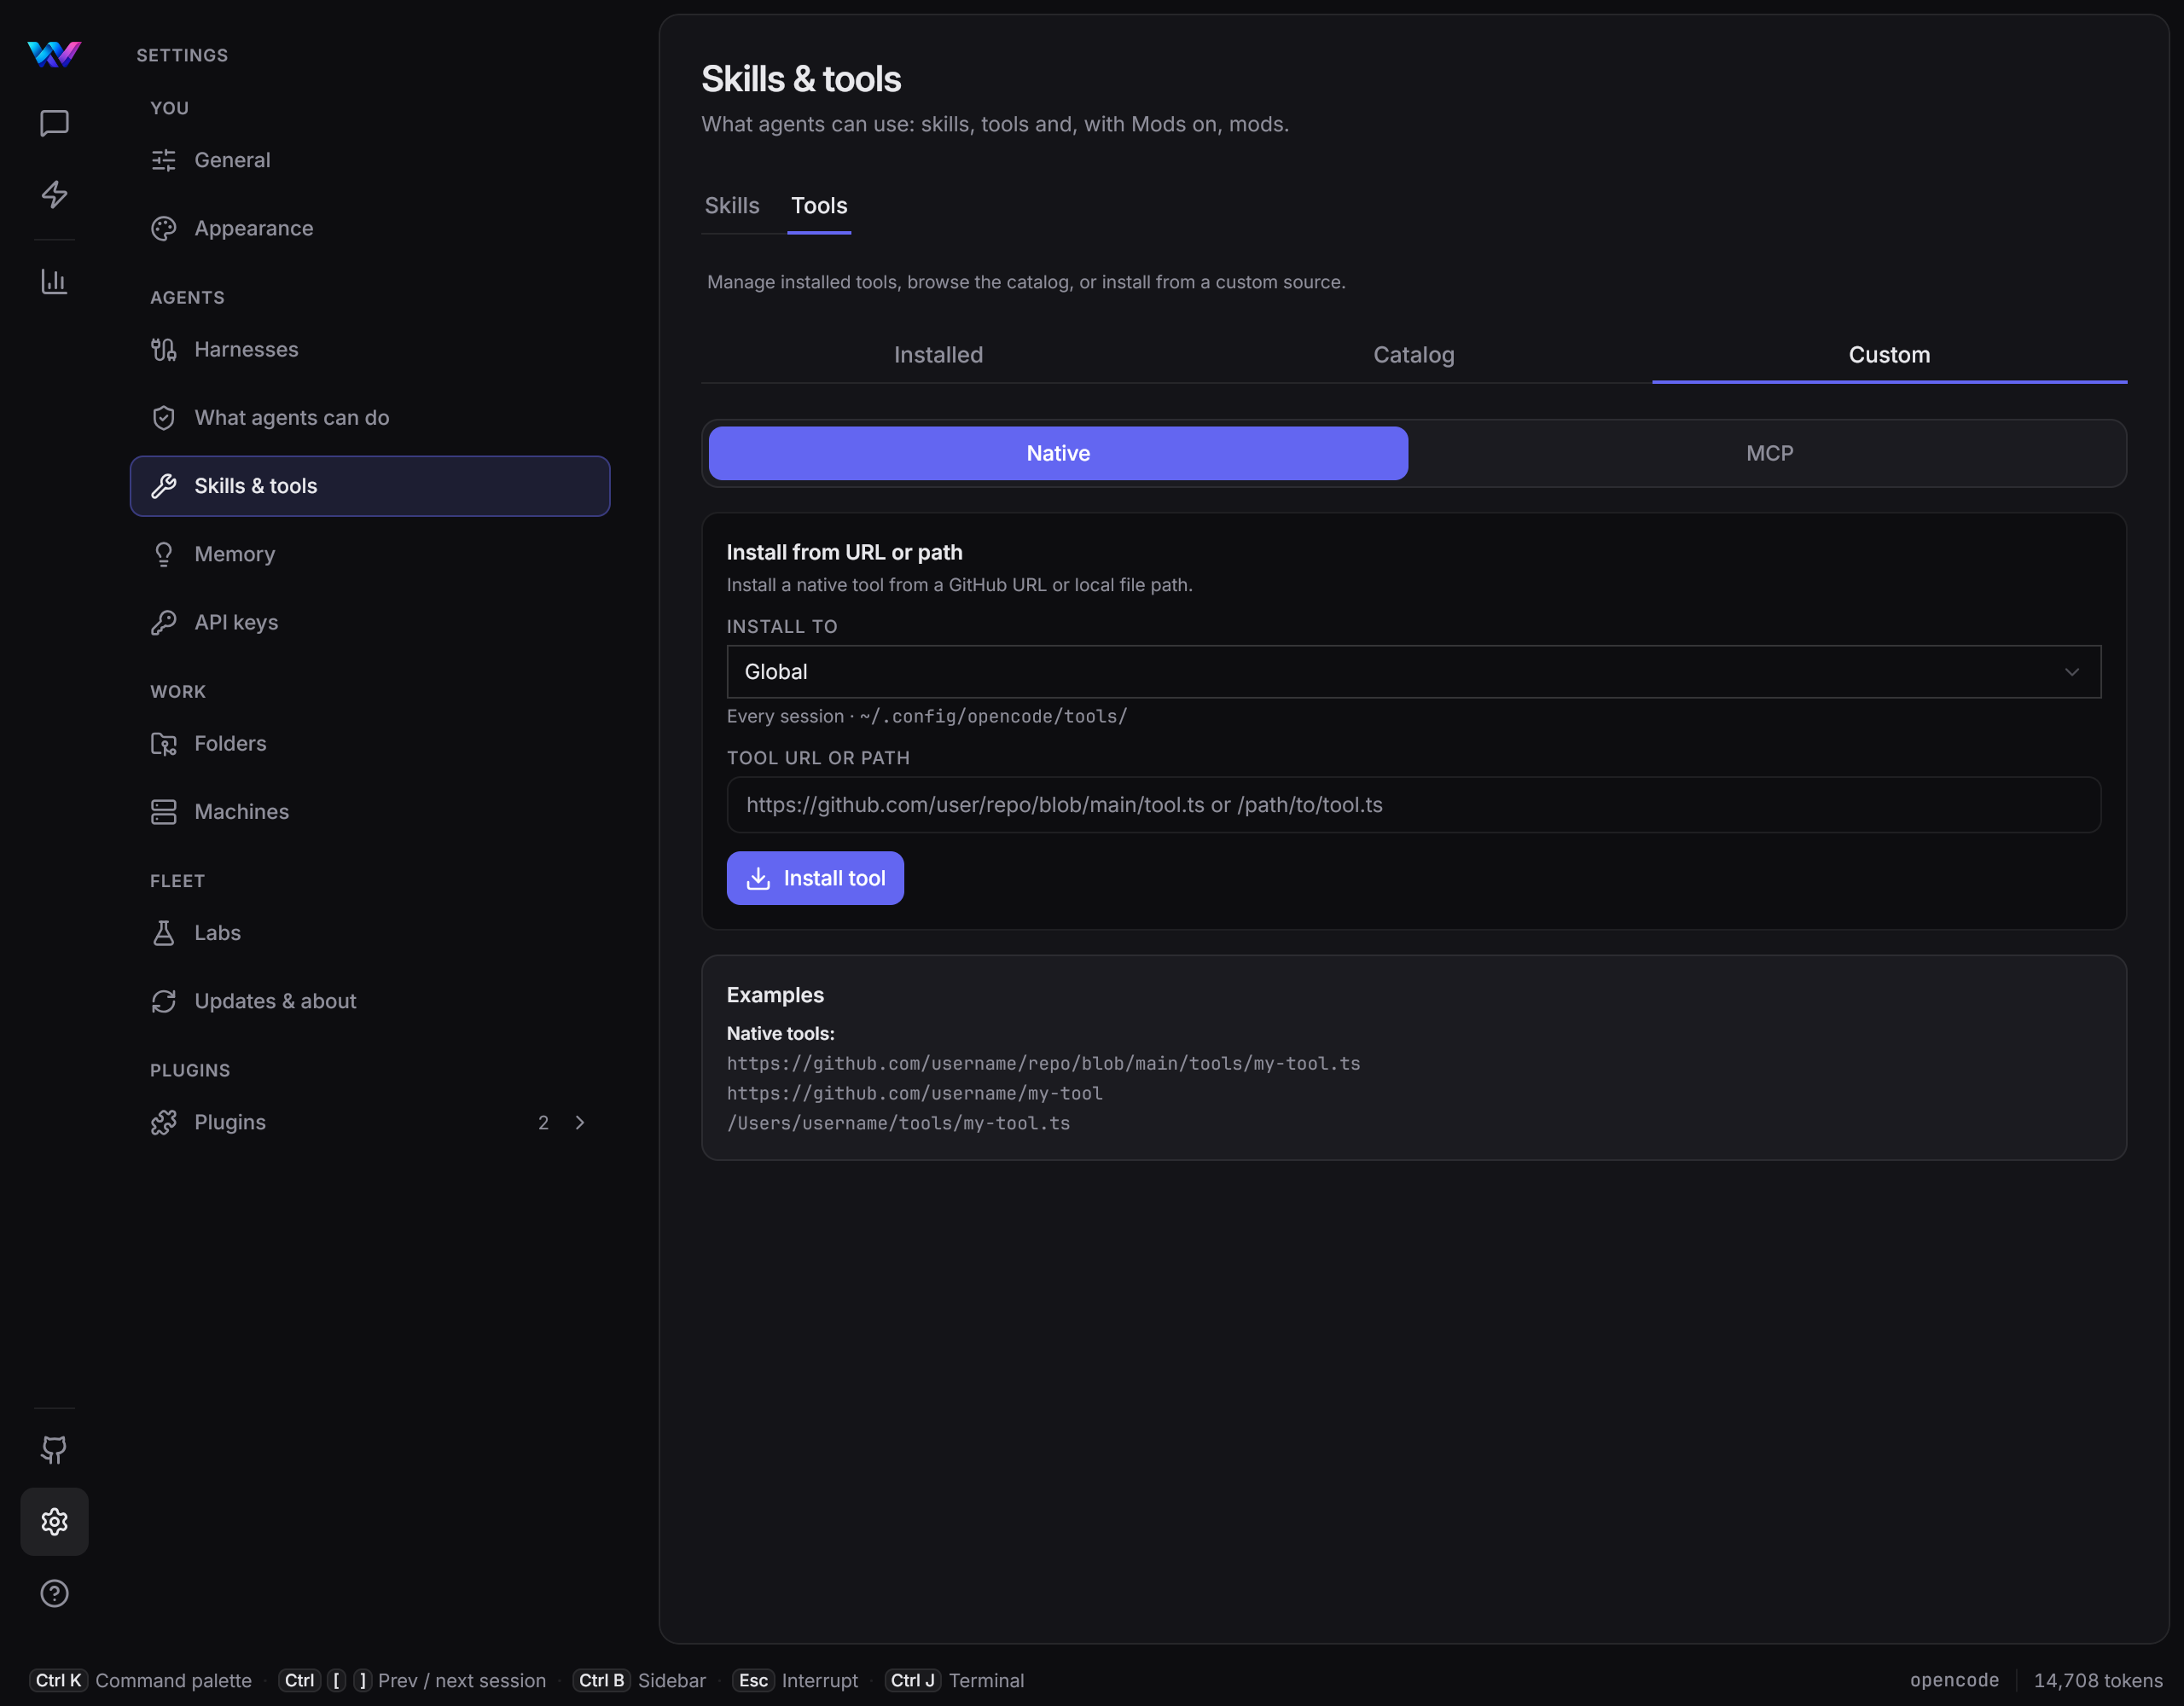 SETTINGS
YOU
General
Appearance
AGENTS
Harnesses
What agents can do
Skills & tools
Memory
API keys
WORK
Folders
Machines
FLEET
Labs
Updates & about
PLUGINS
Plugins 2
Skills & tools
What agents can use: skills, tools and, with Mods on, mods.
Skills Tools
Manage installed tools, browse the catalog, or install from a custom source.
Installed Catalog Custom
Native MCP
Install from URL or path
Install a native tool from a GitHub URL or local file path.
INSTALL TO
Global
Every session · ~/.config/opencode/tools/
TOOL URL OR PATH
https://github.com/user/repo/blob/main/tool.ts or /path/to/tool.ts
Install tool
Examples
Native tools:
https://github.com/username/repo/blob/main/tools/my-tool.ts
https://github.com/username/my-tool
/Users/username/tools/my-tool.ts
Ctrl K Command palette · Ctrl [ ] Prev / next session · Ctrl B Sidebar · Esc Interrupt · Ctrl J Terminal opencode 14,708 tokens